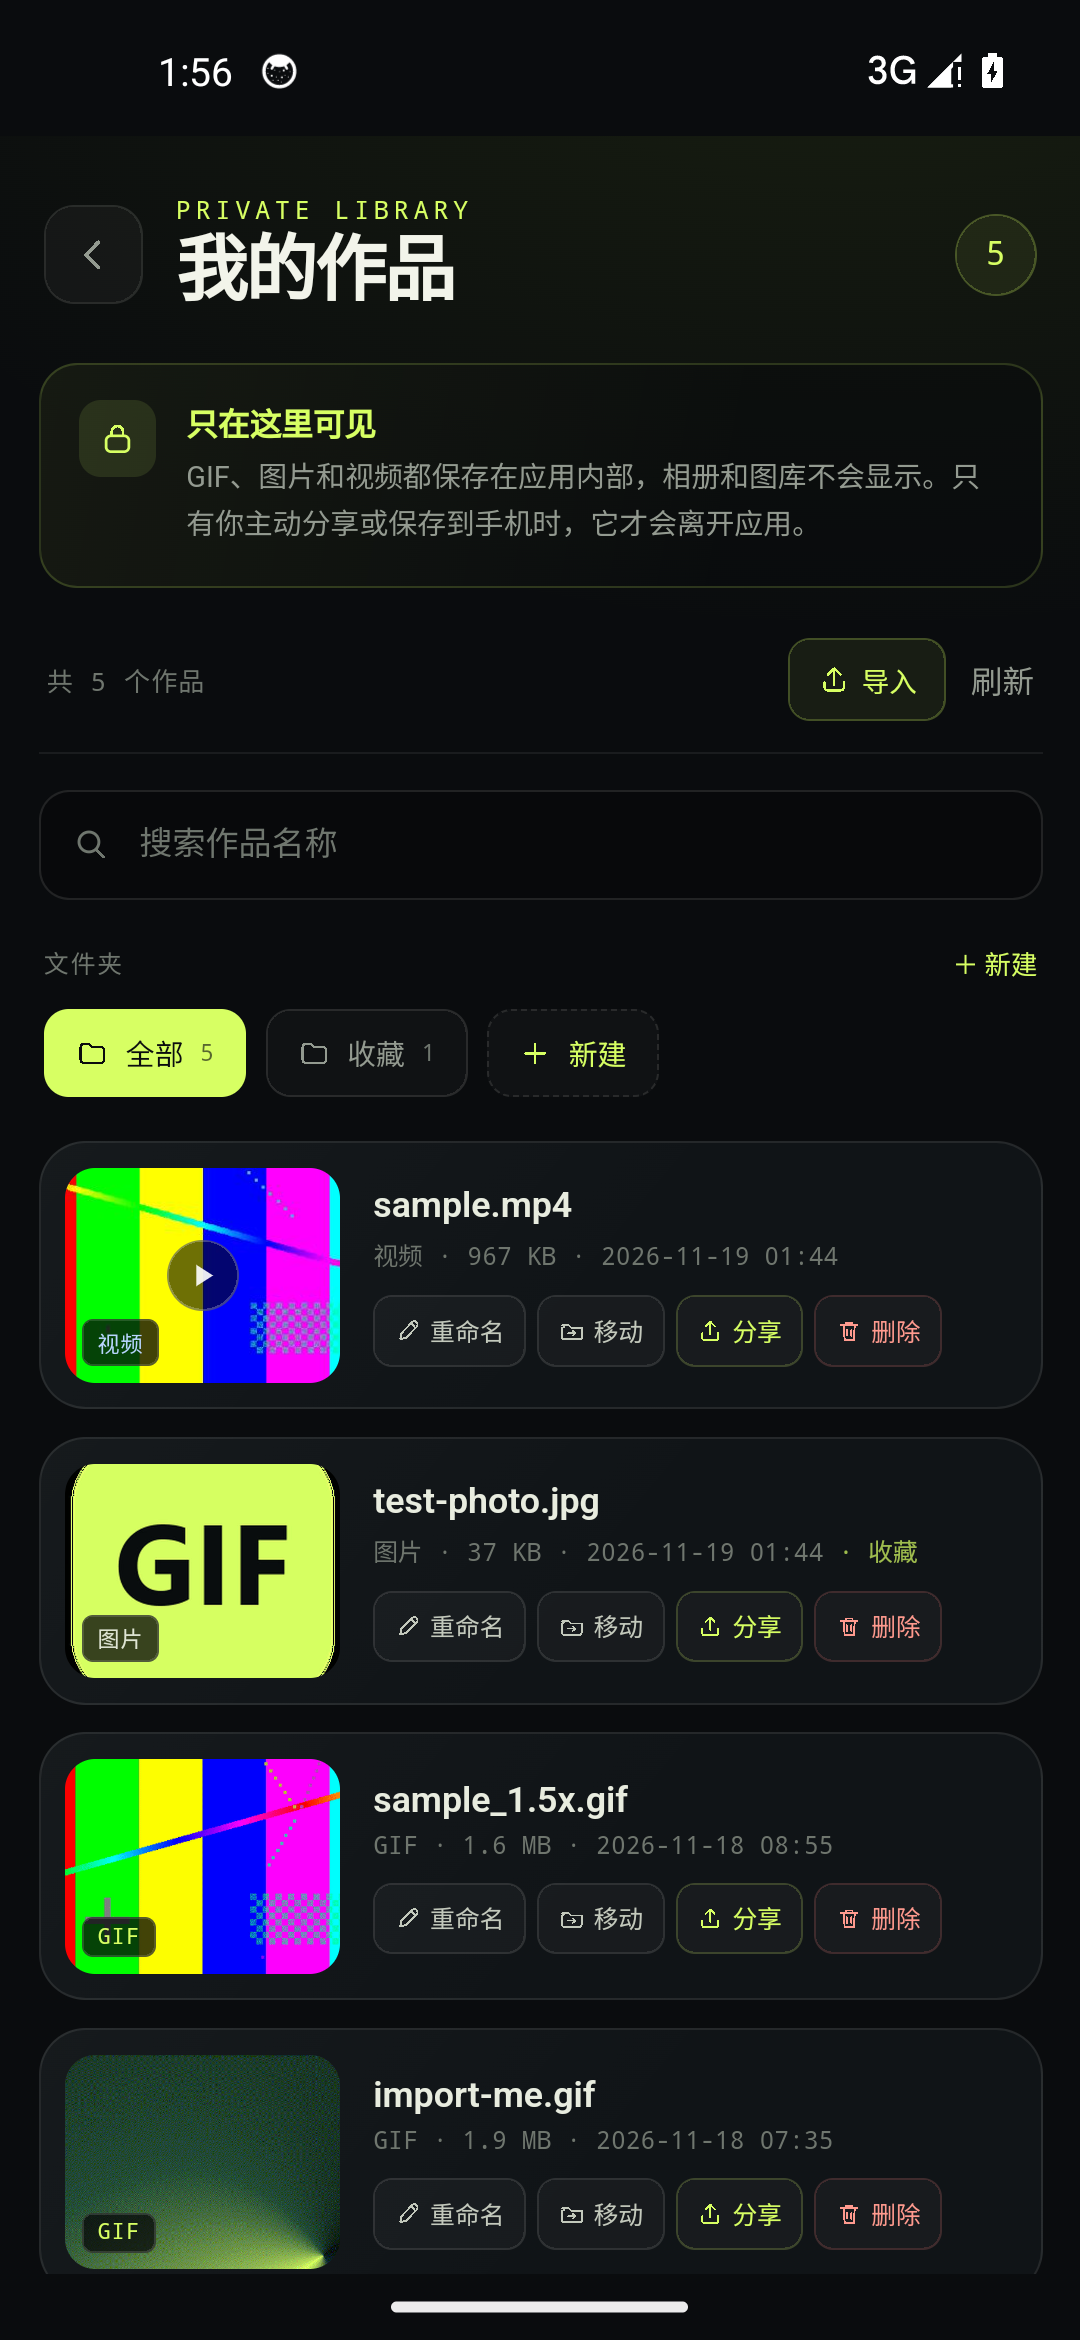 1:56
3G
PRIVATE LIBRARY
我的作品
5
只在这里可见
GIF、图片和视频都保存在应用内部，相册和图库不会显示。只
有你主动分享或保存到手机时，它才会离开应用。
共 5 个作品
导入
刷新
搜索作品名称
文件夹
新建
全部 5
收藏 1
新建
sample.mp4
视频 · 967 KB · 2026-11-19 01:44
视频
重命名 移动 分享 删除
test-photo.jpg
GIF
图片 · 37 KB · 2026-11-19 01:44 · 收藏
图片
重命名 移动 分享 删除
sample_1.5x.gif
GIF · 1.6 MB · 2026-11-18 08:55
GIF
重命名 移动 分享 删除
import-me.gif
GIF · 1.9 MB · 2026-11-18 07:35
GIF
重命名 移动 分享 删除